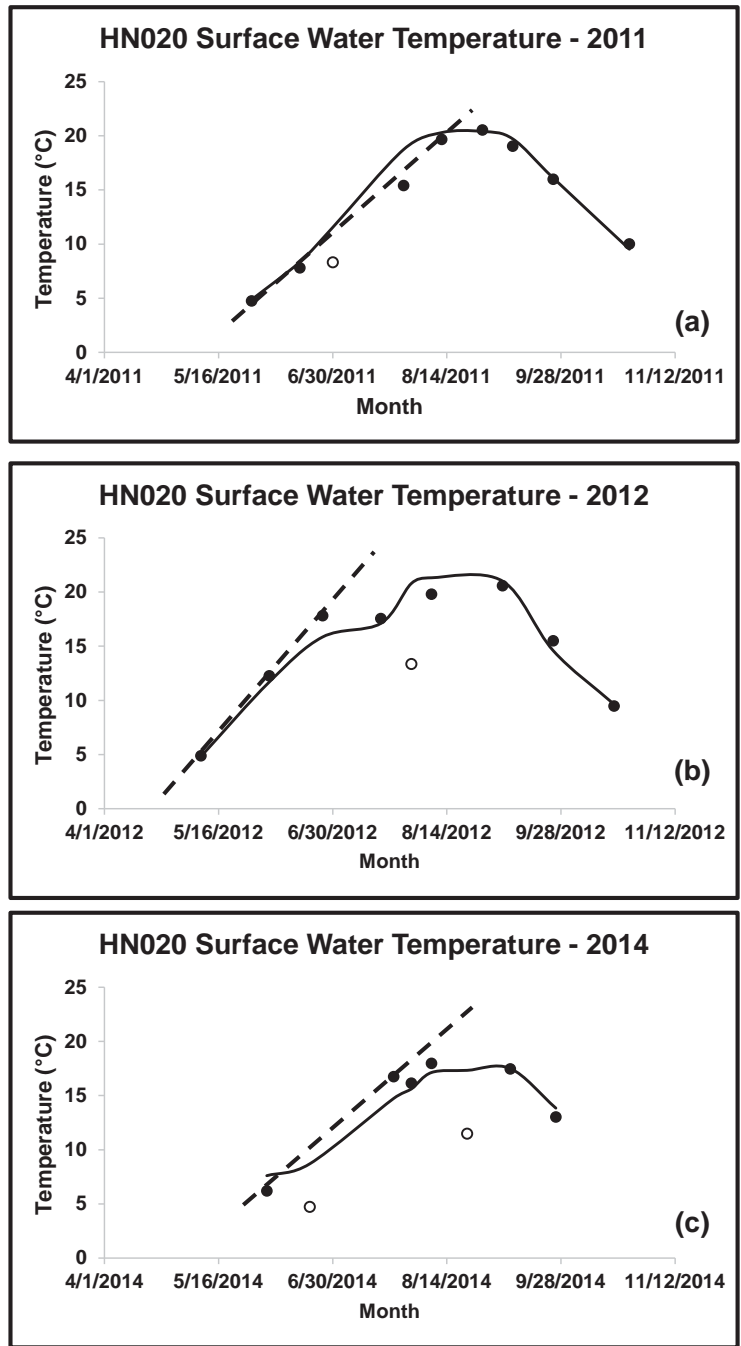 HN020 Surface Water Temperature - 2011
25
20
15
10
5
0
Temperature (°C)
(a)
4/1/2011 5/16/2011 6/30/2011 8/14/2011 9/28/2011 11/12/2011
Month
HN020 Surface Water Temperature - 2012
25
20
15
10
5
0
Temperature (°C)
(b)
4/1/2012 5/16/2012 6/30/2012 8/14/2012 9/28/2012 11/12/2012
Month
HN020 Surface Water Temperature - 2014
25
20
15
10
5
0
Temperature (°C)
(c)
4/1/2014 5/16/2014 6/30/2014 8/14/2014 9/28/2014 11/12/2014
Month